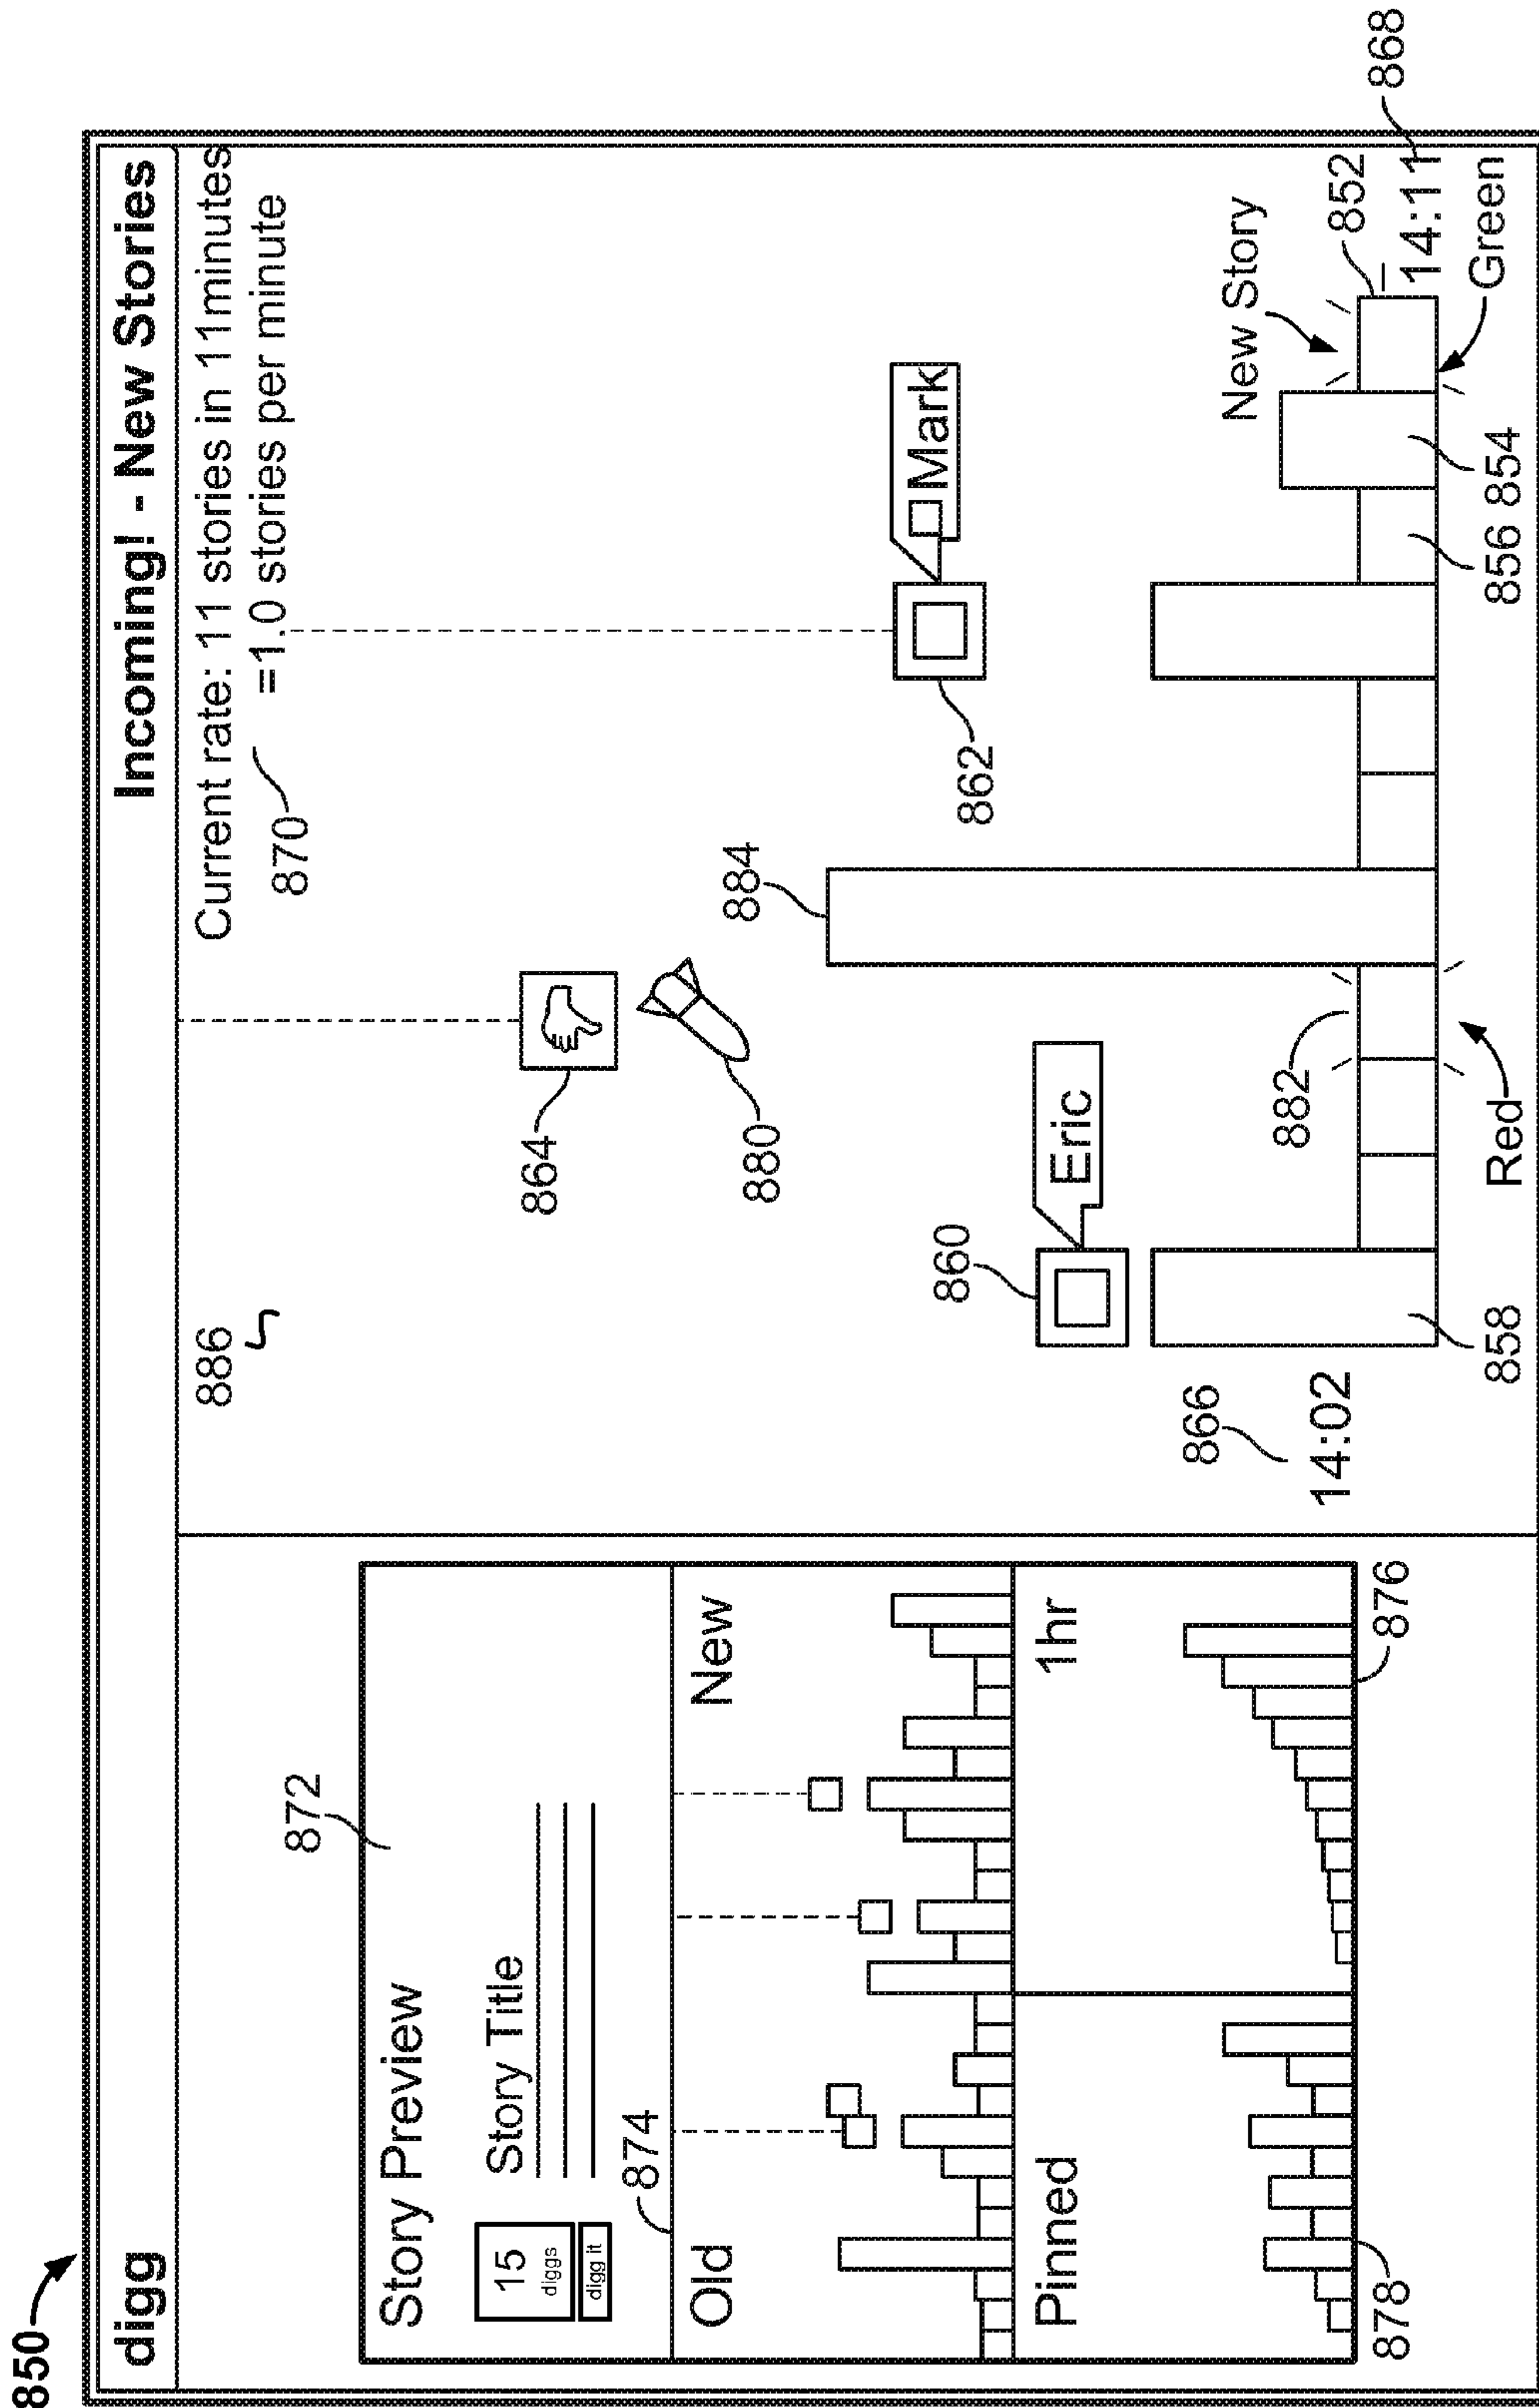 850
digg
Incoming! - New Stories
Story Preview
872
15
diggs
digg it
Story Title
874
Old
New
Pinned
1hr
878
876
886
Current rate: 11 stories in 11minutes
870
=1.0 stories per minute
864
880
884
862
Mark
860
Eric
866
14:02
882
New Story
852
14:11
868
858
Red
856
854
Green